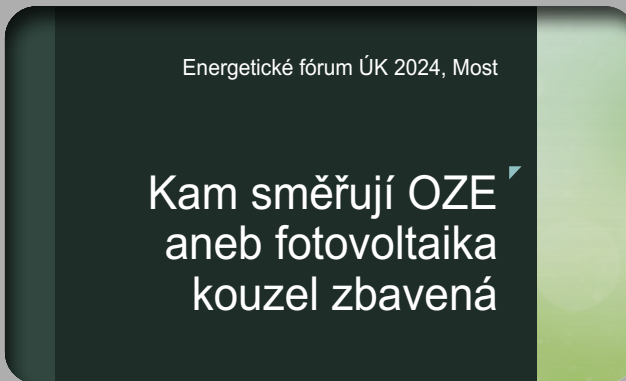 Energetické fórum ÚK 2024, Most
Kam směřují OZE
aneb fotovoltaika
kouzel zbavená